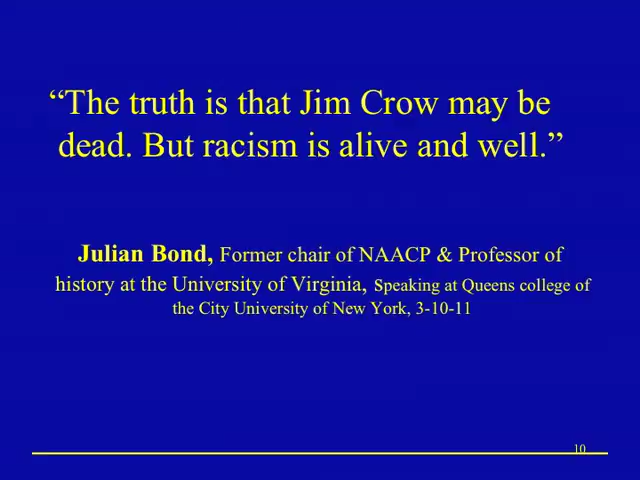 “The truth is that Jim Crow may be
dead. But racism is alive and well.”
Julian Bond, Former chair of NAACP & Professor of
history at the University of Virginia, speaking at Queens college of
the City University of New York, 3-10-11
10